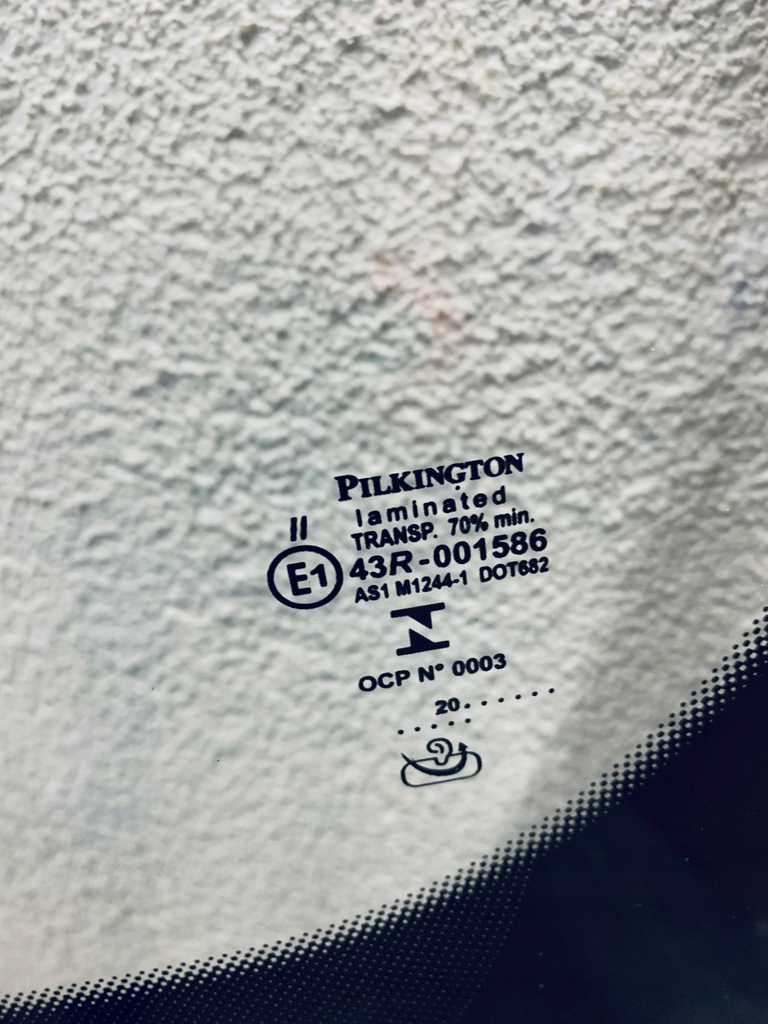 PILKINGTON
laminated
TRANSP. 70% min.
II
E1 43R-001586
AS1 M1244-1 DOT682
OCP N° 0003
20.......
......